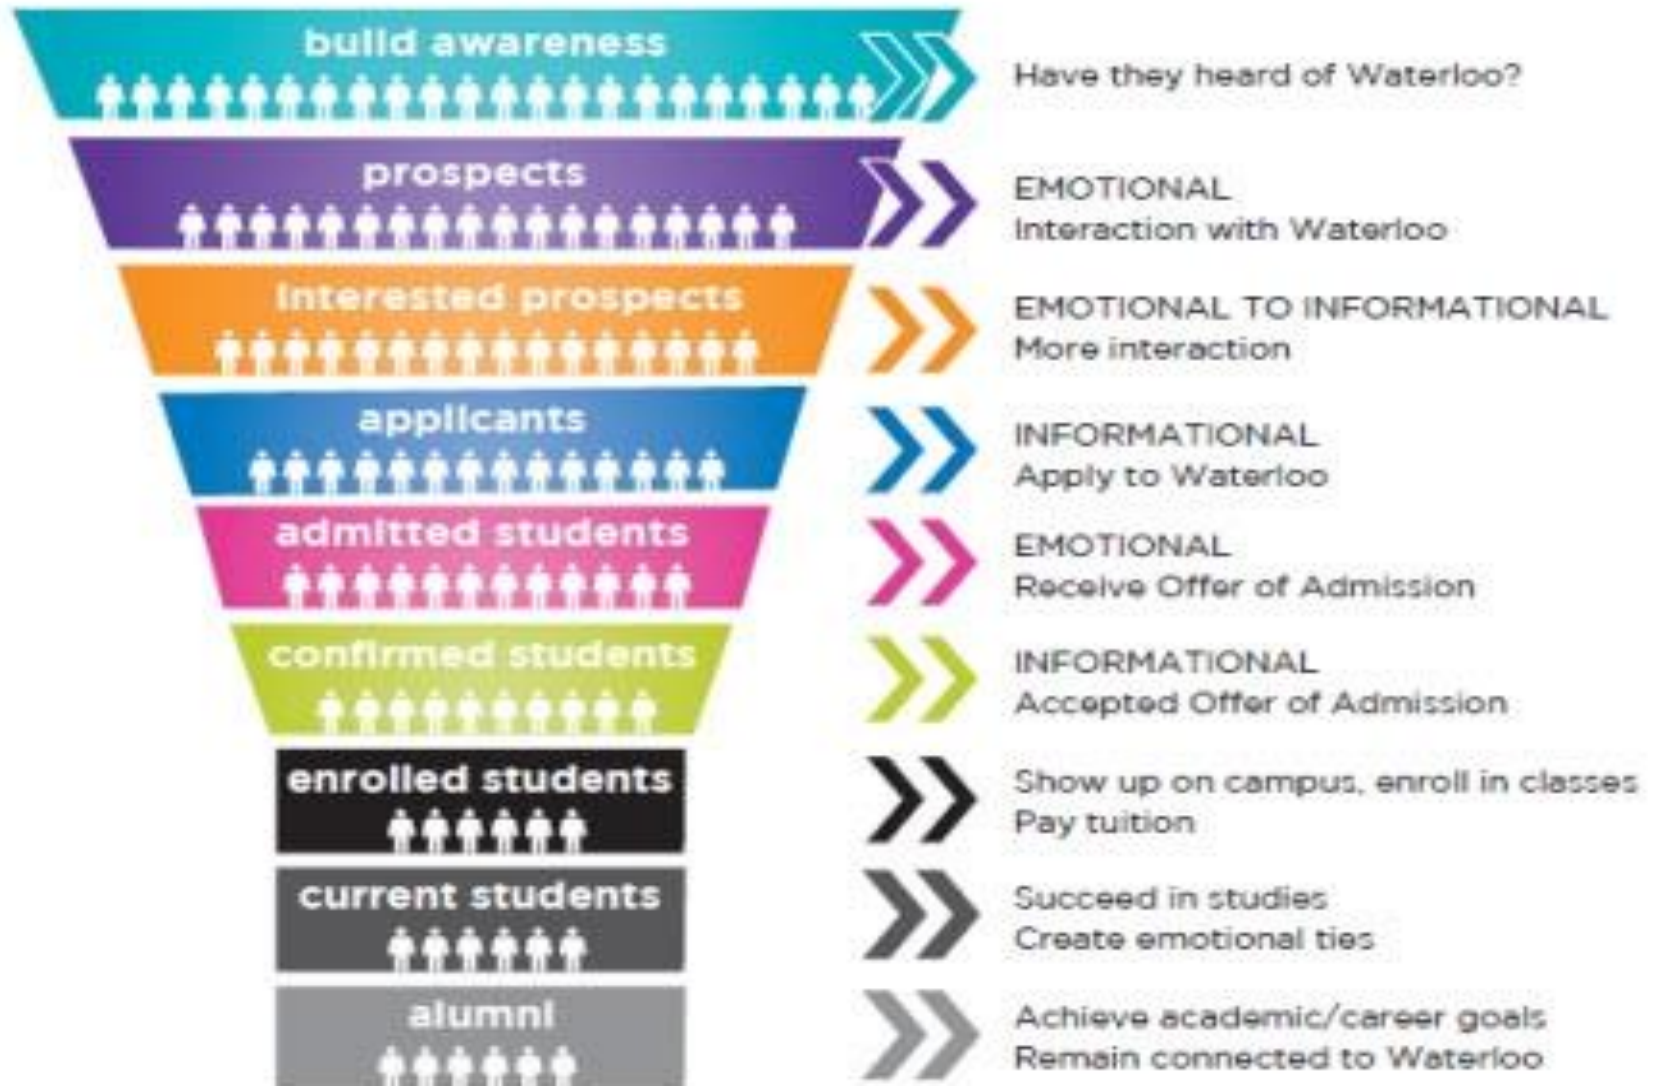 build awareness
Have they heard of Waterloo?
prospects
EMOTIONAL
Interaction with Waterloo
interested prospects
EMOTIONAL TO INFORMATIONAL
More interaction
applicants
INFORMATIONAL
Apply to Waterloo
admitted students
EMOTIONAL
Receive Offer of Admission
confirmed students
INFORMATIONAL
Accepted Offer of Admission
enrolled students
Show up on campus, enroll in classes
Pay tuition
current students
Succeed in studies
Create emotional ties
alumni
Achieve academic/career goals
Remain connected to Waterloo